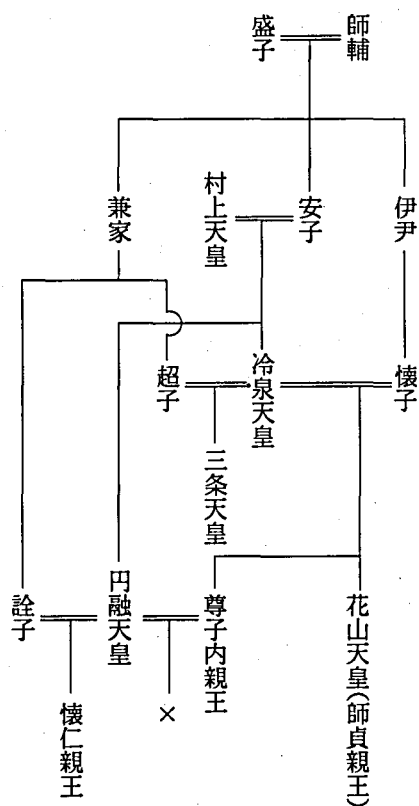 師輔
盛子
伊尹
安子
村上天皇
兼家
懐子
冷泉天皇
超子
三条天皇
花山天皇(師貞親王)
尊子内親王
円融天皇
詮子
×
懐仁親王